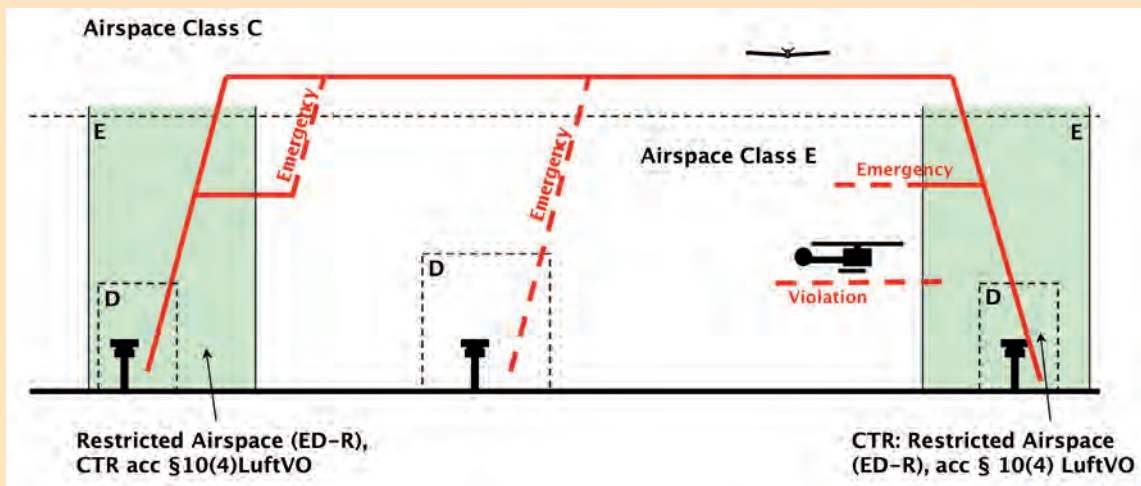 Airspace Class C
E
Emergency
Emergency
Airspace Class E
E
Emergency
D
D
Violation
D
Restricted Airspace (ED-R),
CTR acc §10(4)LuftVO
CTR: Restricted Airspace
(ED-R), acc § 10(4) LuftVO